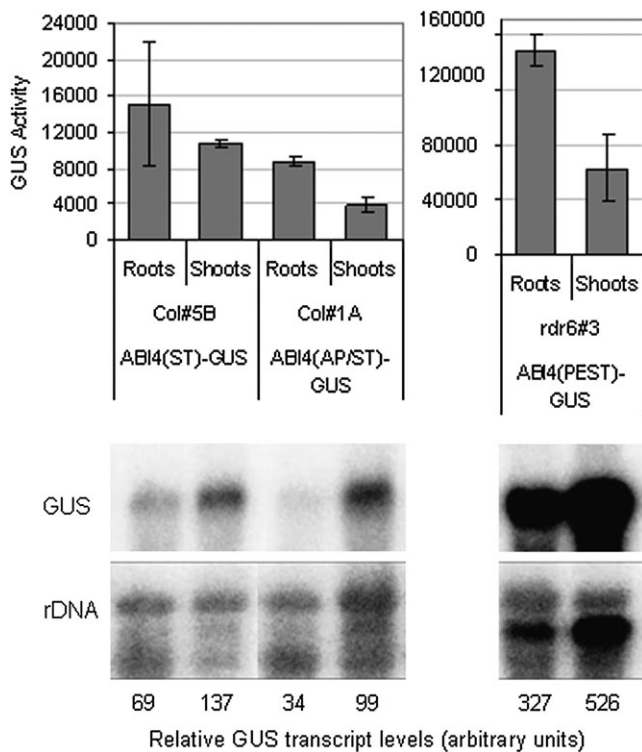 GUS Activity
28000
24000
20000
16000
12000
8000
4000
0
Roots Shoots Roots Shoots
Col#5B Col#1A
ABI4(ST)-GUS ABI4(AP/ST)-
GUS
160000
120000
80000
40000
0
Roots Shoots
rdr6#3
ABI4(PEST)-
GUS
GUS
rDNA
69 137 34 99 327 526
Relative GUS transcript levels (arbitrary units)